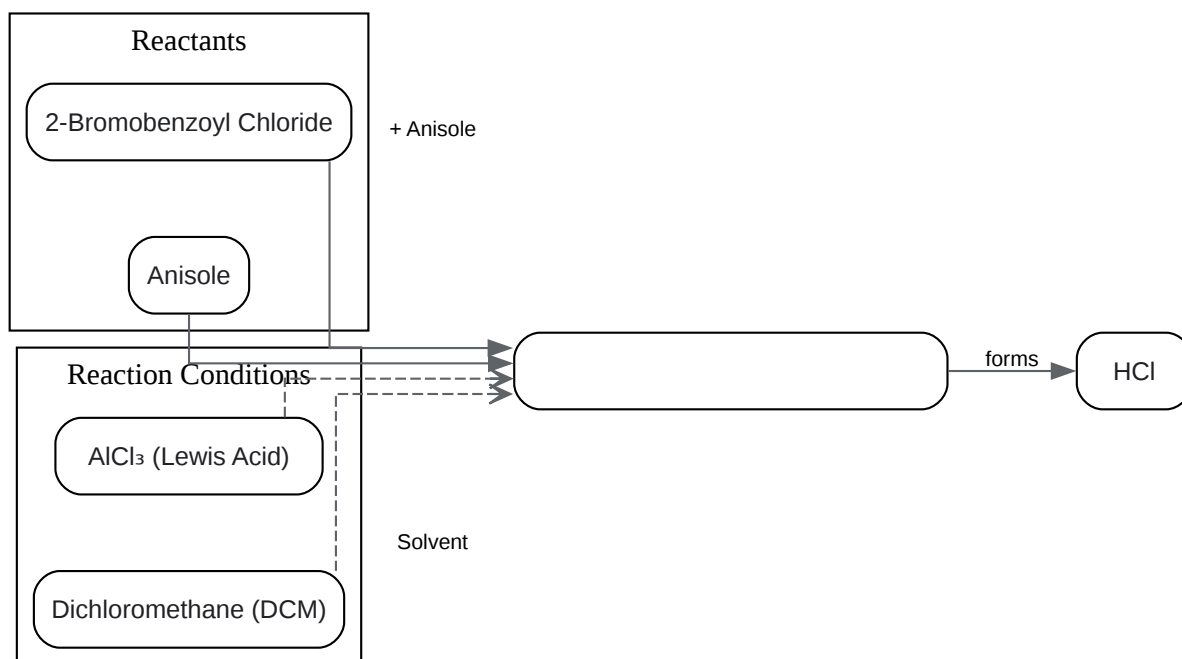 Reactants
2-Bromobenzoyl Chloride
+ Anisole
Anisole
Reaction Conditions
forms
HCl
AlCl₃ (Lewis Acid)
Solvent
Dichloromethane (DCM)